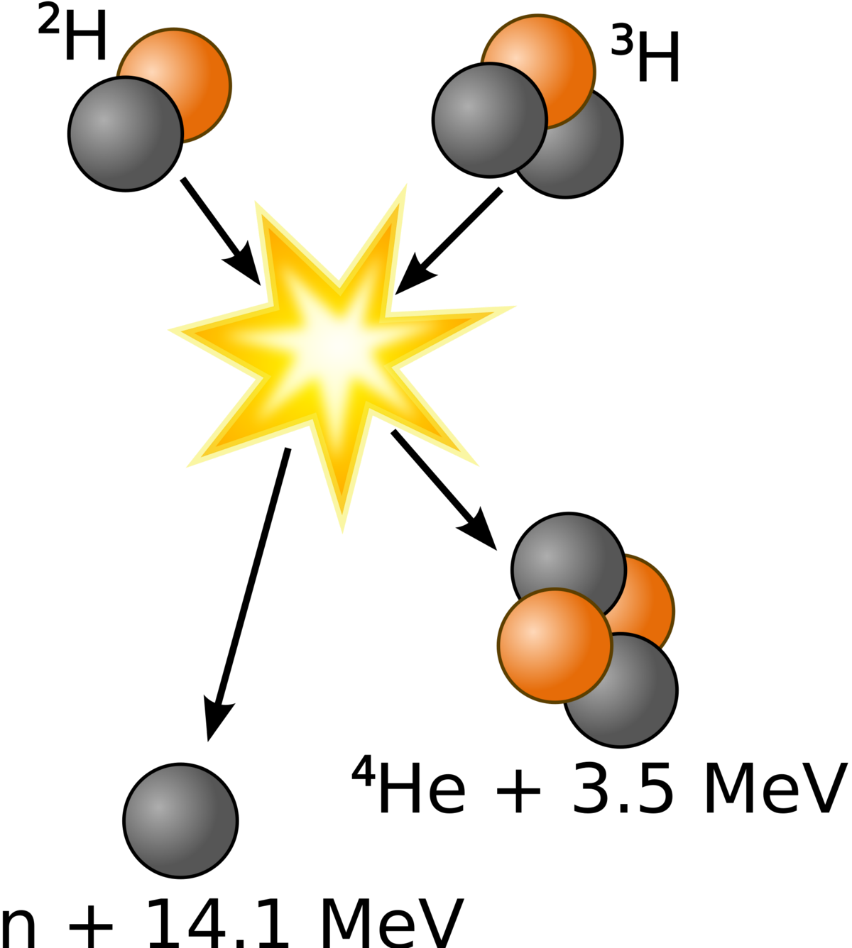 ²H
³H
⁴He + 3.5 MeV
n + 14.1 MeV